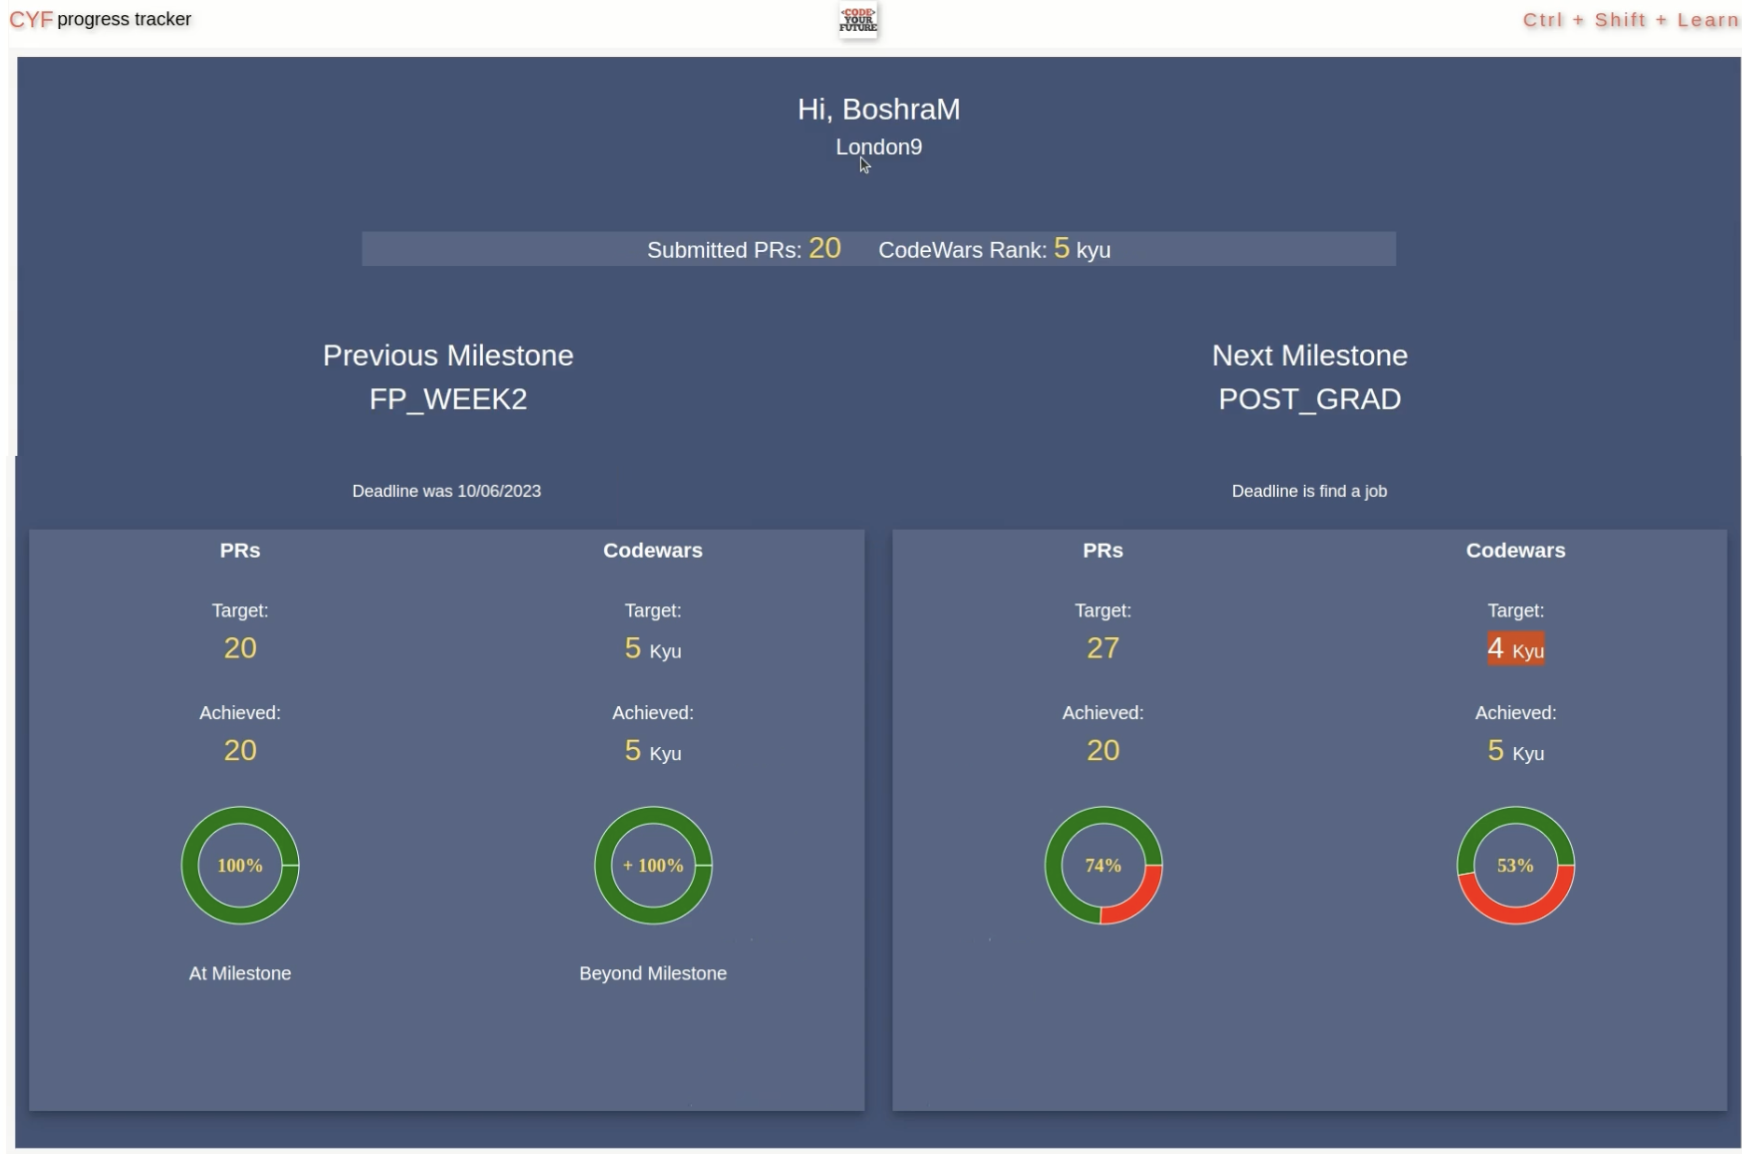 CYF progress tracker
<CODE>
YOUR
FUTURE
Ctrl + Shift + Learn
Hi, BoshraM
London9
Submitted PRs: 20 CodeWars Rank: 5 kyu
Previous Milestone
FP_WEEK2
Deadline was 10/06/2023
PRs
Target:
20
Achieved:
20
100%
At Milestone
Codewars
Target:
5 Kyu
Achieved:
5 Kyu
+ 100%
Beyond Milestone
Next Milestone
POST_GRAD
Deadline is find a job
PRs
Target:
27
Achieved:
20
74%
Codewars
Target:
4 Kyu
Achieved:
5 Kyu
53%